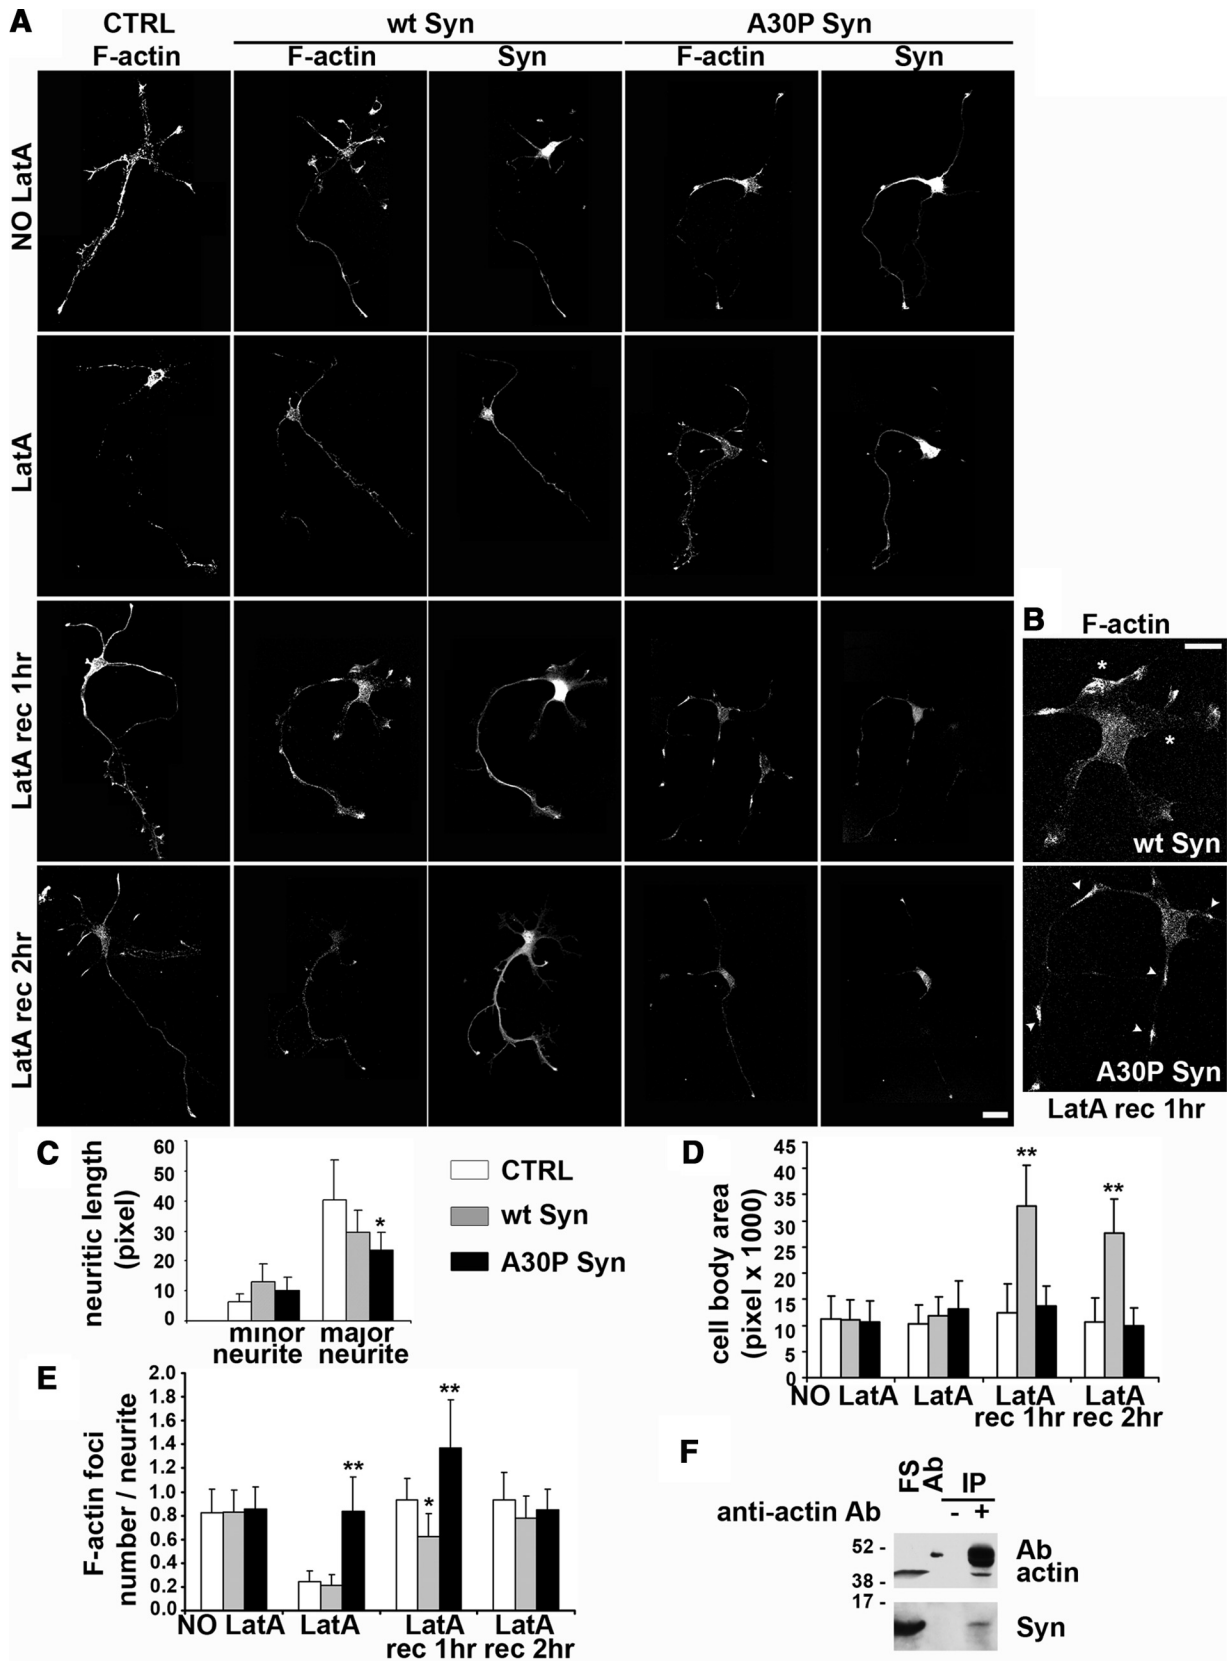 A
CTRL
wt Syn
A30P Syn
F-actin
F-actin
Syn
F-actin
Syn
NO LatA
LatA
LatA rec 1hr
LatA rec 2hr
B
F-actin
*
*
wt Syn
A30P Syn
LatA rec 1hr
C
neuritic length
(pixel)
60
50
40
30
20
10
0
*
minor
neurite
major
neurite
CTRL
wt Syn
A30P Syn
D
cell body area
(pixel x 1000)
45
40
35
30
25
20
15
10
5
0
**
**
NO LatA
LatA
LatA
rec 1hr
LatA
rec 2hr
E
F-actin foci
number / neurite
2.0
1.8
1.6
1.4
1.2
1.0
0.8
0.6
0.4
0.2
0.0
**
*
**
NO LatA
LatA
LatA
rec 1hr
LatA
rec 2hr
F
FS
Ab
IP
anti-actin Ab
- +
52 -
38 -
17 -
Ab
actin
Syn